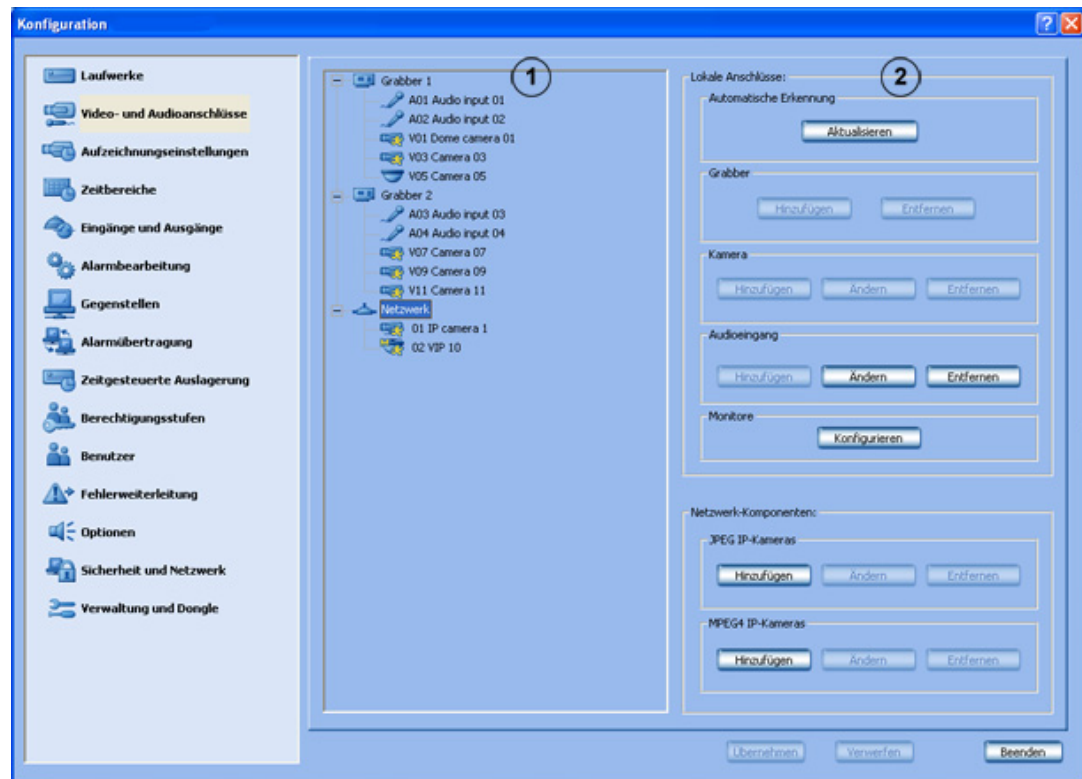 Konfiguration
Laufwerke
Video- und Audioanschlüsse
Aufzeichnungseinstellungen
Zeitbereiche
Eingänge und Ausgänge
Alarmbearbeitung
Gegenstellen
Alarmübertragung
Zeitgesteuerte Auslagerung
Berechtigungsstufen
Benutzer
Fehlerweiterleitung
Optionen
Sicherheit und Netzwerk
Verwaltung und Dongle
1
Grabber 1
A01 Audio input 01
A02 Audio input 02
V01 Dome camera 01
V03 Camera 03
V05 Camera 05
Grabber 2
A03 Audio input 03
A04 Audio input 04
V07 Camera 07
V09 Camera 09
V11 Camera 11
Netzwerk
01 IP camera 1
02 VIP 10
2
Lokale Anschlüsse:
Automatische Erkennung
Aktualisieren
Grabber
Hinzufügen Entfernen
Kamera
Hinzufügen Ändern Entfernen
Audioeingang
Hinzufügen Ändern Entfernen
Monitore
Konfigurieren
Netzwerk-Komponenten:
JPEG IP-Kameras
Hinzufügen Ändern Entfernen
MPEG4 IP-Kameras
Hinzufügen Ändern Entfernen
Übernehmen Verwerfen Beenden